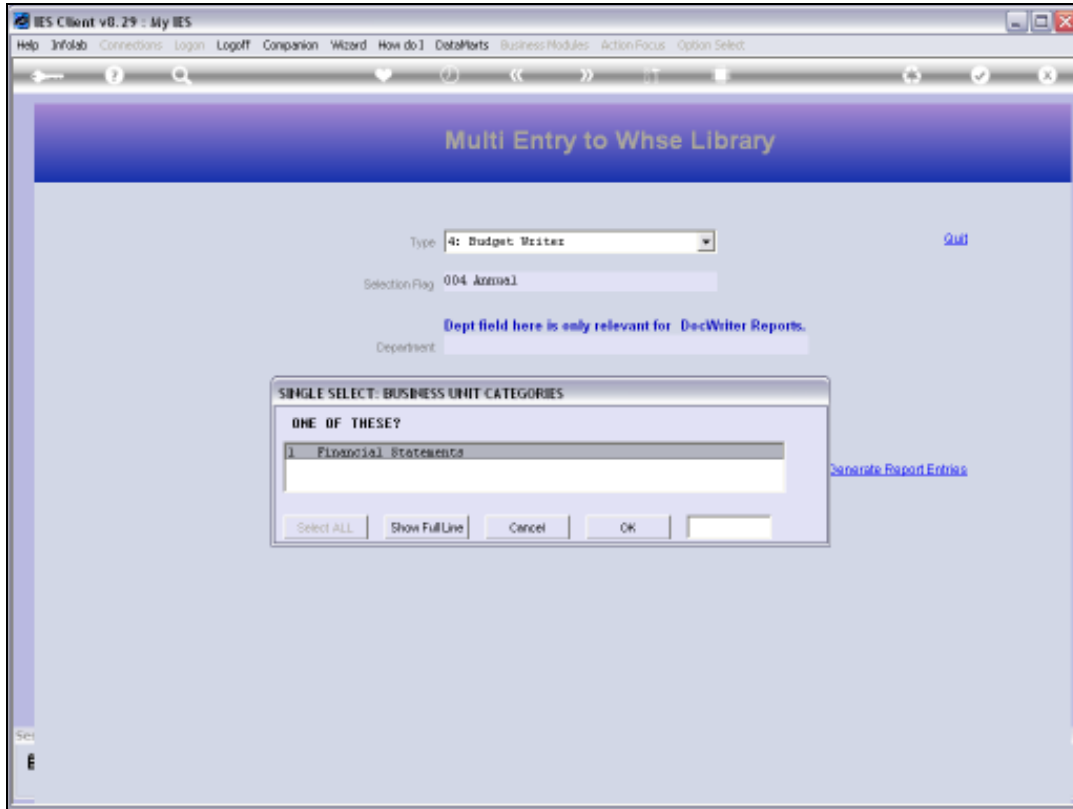 IES Client v8.29 : My IES
Help Infolab Connections Logon Logoff Companion Wizard How do I DataMarts Business Modules Action Focus Option Select
Multi Entry to Whse Library
Type 4: Budget Writer Quit
Selection Flag 004 Annual
Dept field here is only relevant for DocWriter Reports.
Department
SINGLE SELECT: BUSINESS UNIT CATEGORIES
ONE OF THESE?
1 Financial Statements
Generate Report Entries
Select ALL Show Full Line Cancel OK
Ses